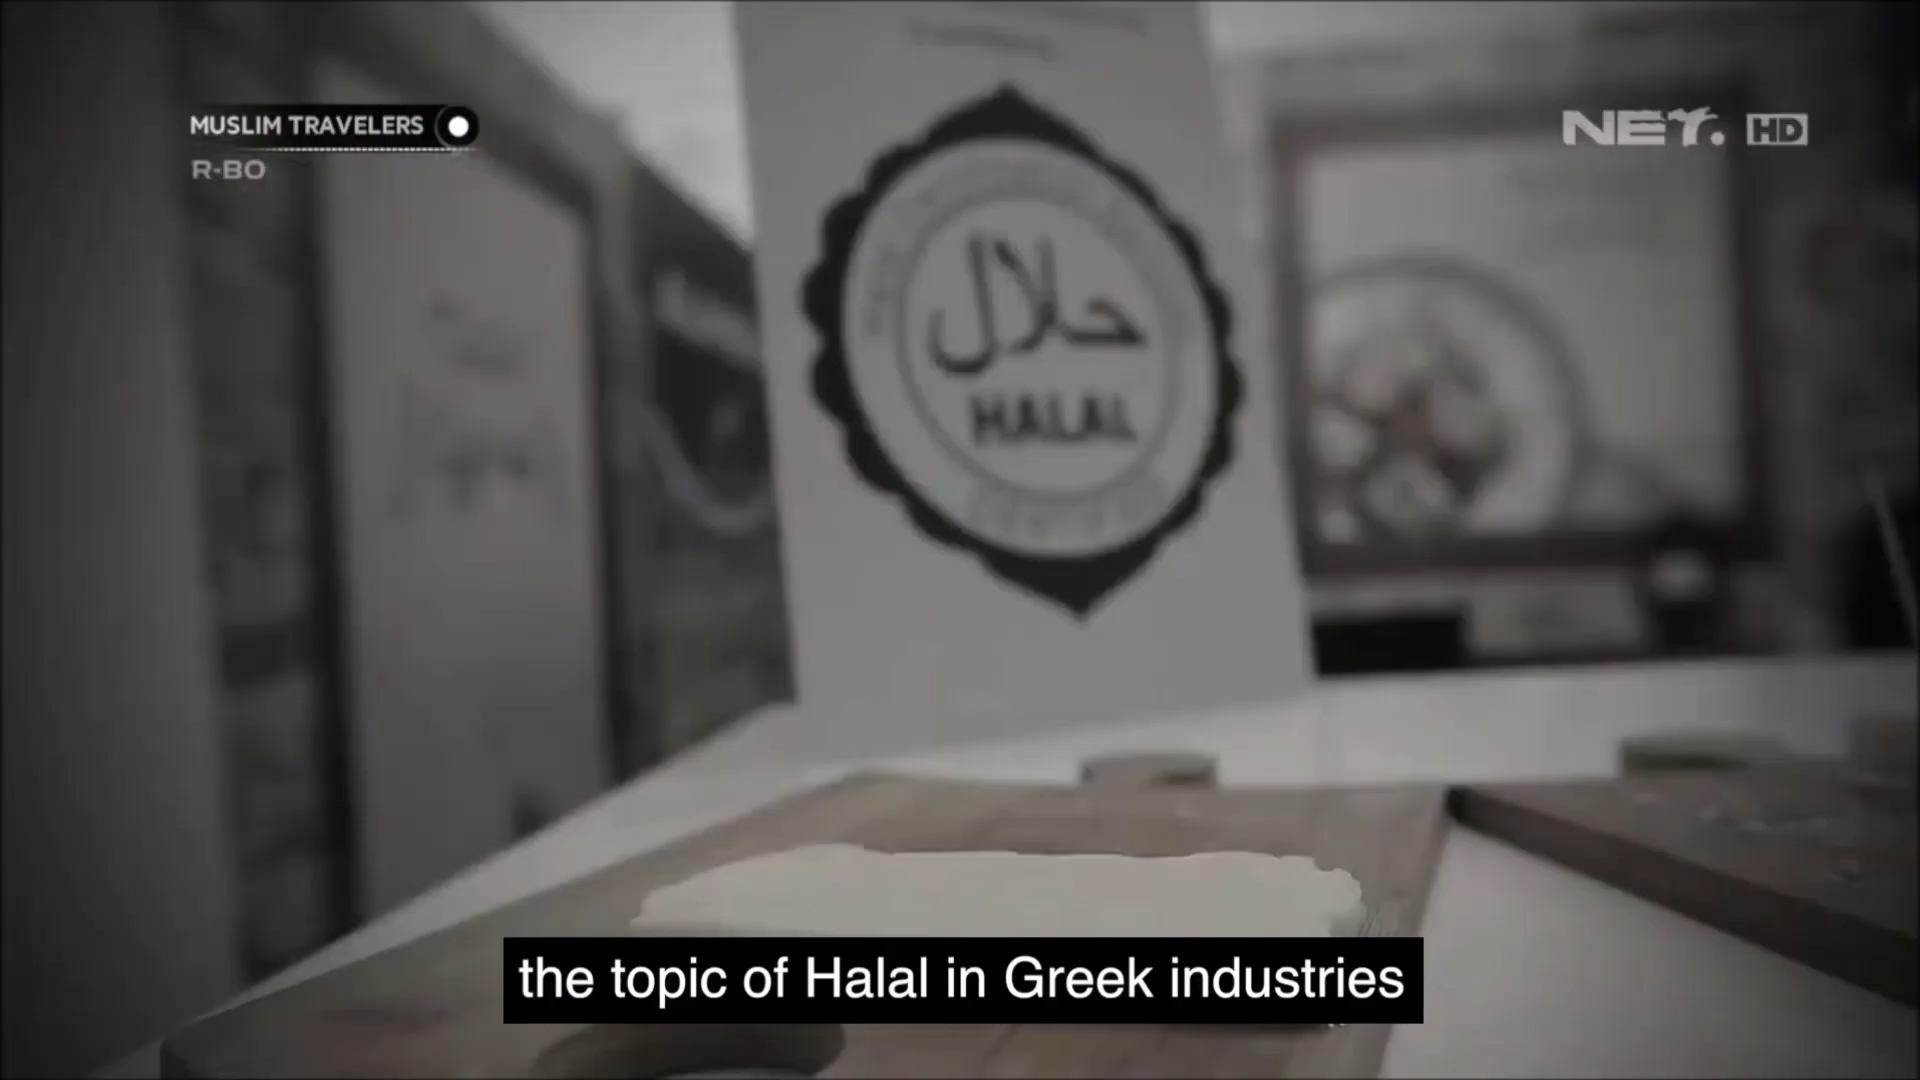 MUSLIM TRAVELERS
R-BO
NET. HD
حلال
HALAL
the topic of Halal in Greek industries